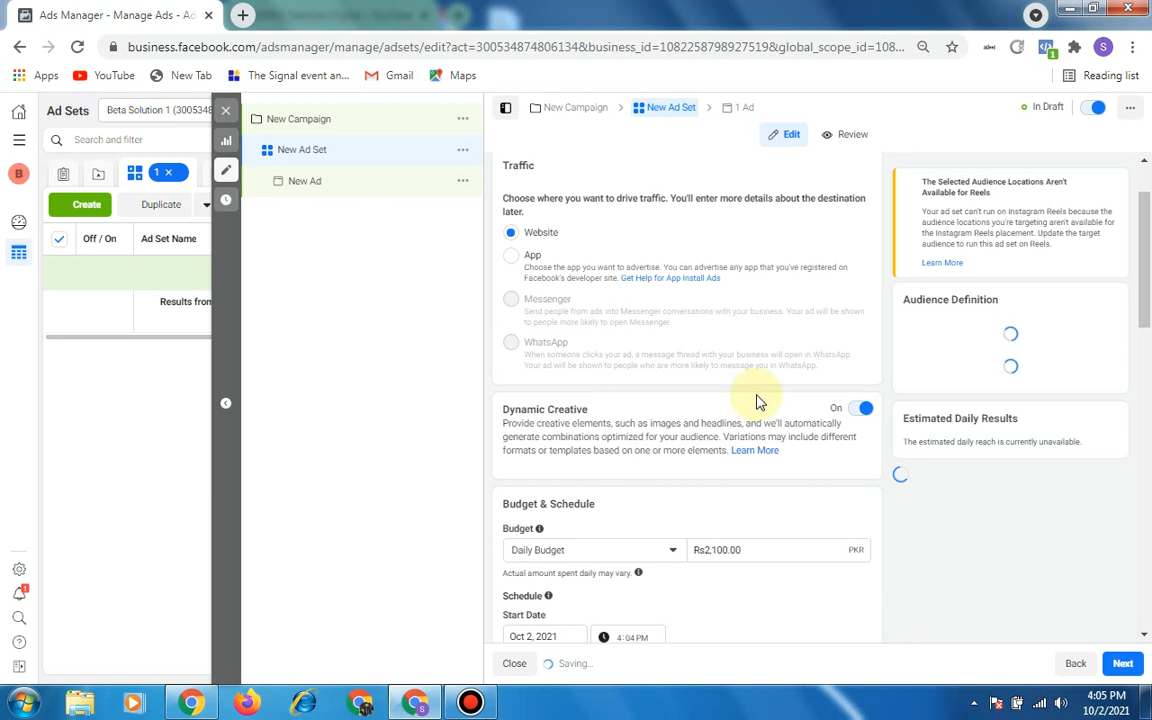 Ads Manager - Manage Ads - Ad
business.facebook.com/adsmanager/manage/adsets/edit?act=300534874806134&business_id=1082258798927519&global_scope_id=108...
S
1
Apps
YouTube
New Tab
The Signal event an...
Gmail
Maps
Reading list
Ad Sets
Beta Solution 1 (3005348
Search and filter
B
1 ×
Create
Duplicate
Off / On
Ad Set Name
Results from
New Campaign
New Ad Set
New Ad
New Campaign
New Ad Set
1 Ad
In Draft
Edit
Review
Traffic
Choose where you want to drive traffic. You'll enter more details about the destination
later.
Website
App
Choose the app you want to advertise. You can advertise any app that you've registered on
Facebook's developer site. Get Help for App Install Ads
Messenger
Send people from ads into Messenger conversations with your business. Your ad will be shown
to people more likely to open Messenger
WhatsApp
When someone clicks your ad, a message thread with your business will open in WhatsApp.
Your ad will be shown to people who are more likely to message you in WhatsApp.
Dynamic Creative
On
Provide creative elements, such as images and headlines, and we'll automatically
generate combinations optimized for your audience. Variations may include different
formats or templates based on one or more elements. Learn More
Budget & Schedule
Budget
Daily Budget
Rs2,100.00
PKR
Actual amount spent daily may vary.
Schedule
Start Date
Oct 2, 2021
4:04 PM
The Selected Audience Locations Aren't
Available for Reels
Your ad set can't run on Instagram Reels because the
audience locations you're targeting aren't available for
the Instagram Reels placement. Update the target
audience to run this ad set on Reels.
Learn More
Audience Definition
Estimated Daily Results
The estimated daily reach is currently unavailable.
Close
Saving...
Back
Next
4:05 PM
10/2/2021